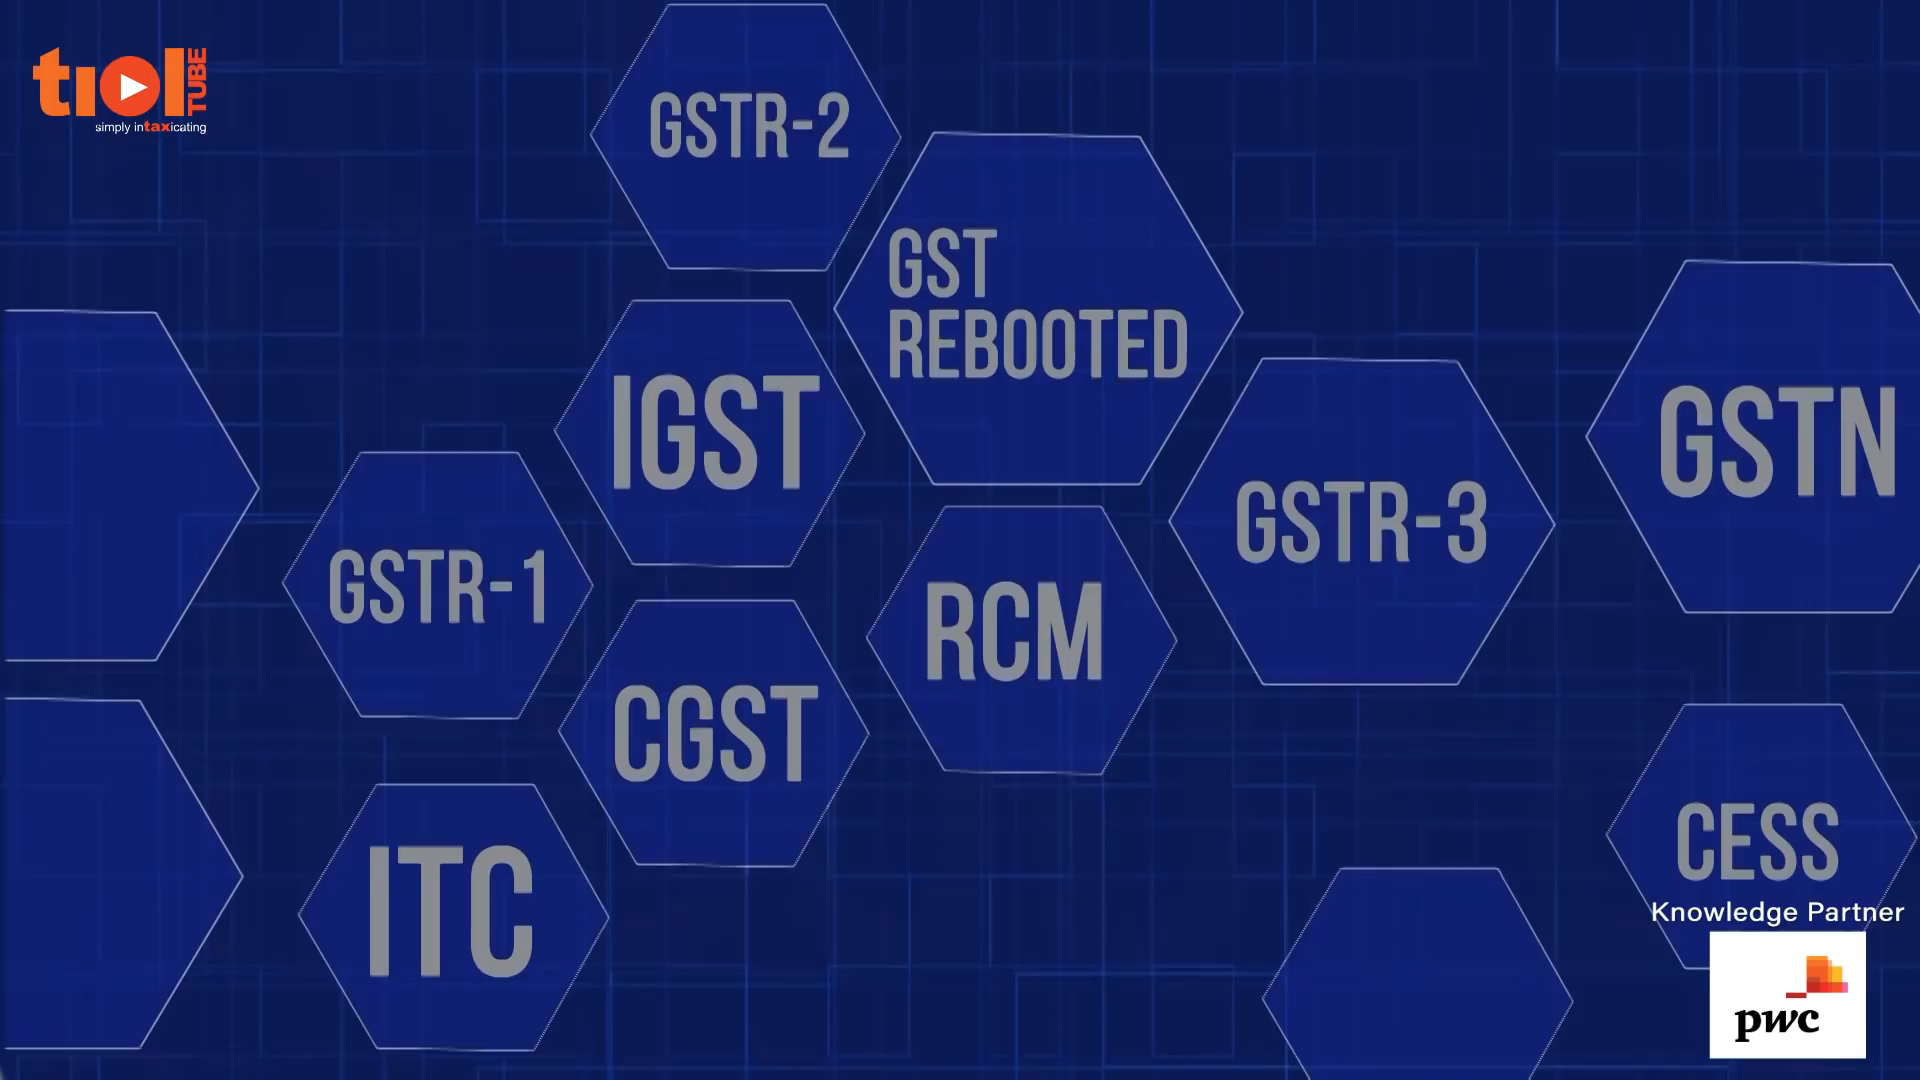 tiol TUBE
simply intaxicating
GSTR-2
GST
REBOOTED
IGST
GSTN
GSTR-3
GSTR-1
RCM
CGST
CESS
ITC
Knowledge Partner
pwc